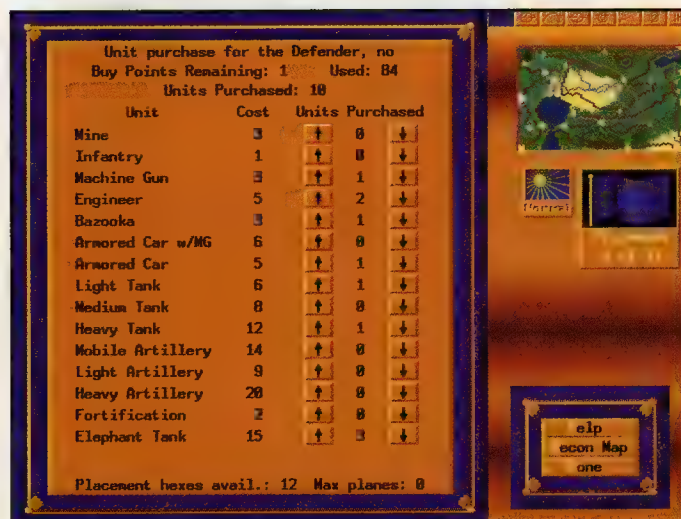 Unit purchase for the Defender, no
Buy Points Remaining: 1 Used: 84
Units Purchased: 10
Unit Cost Units Purchased
Mine 3 0
Infantry 1 0
Machine Gun 3 1
Engineer 5 2
Bazooka 3 1
Armored Car w/MG 6 0
Armored Car 5 1
Light Tank 6 1
Medium Tank 8 0
Heavy Tank 12 1
Mobile Artillery 14 0
Light Artillery 9 0
Heavy Artillery 20 0
Fortification 2 0
Elephant Tank 15 3
Placement hexes avail.: 12 Max planes: 0
elp
econ Map
one